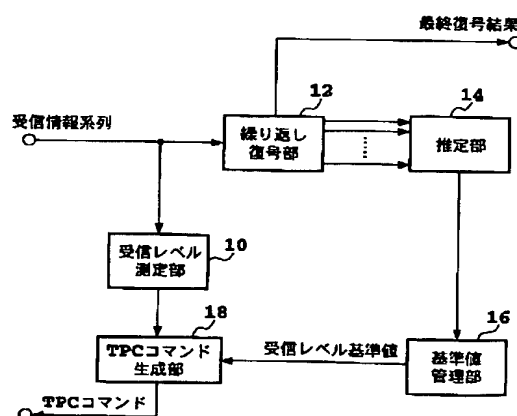 最終復号結果
12
14
受信情報系列
繰り返し
復号部
推定部
受信レベル
測定部
10
18
16
TPCコマンド
生成部
受信レベル基準値
基準値
管理部
TPCコマンド